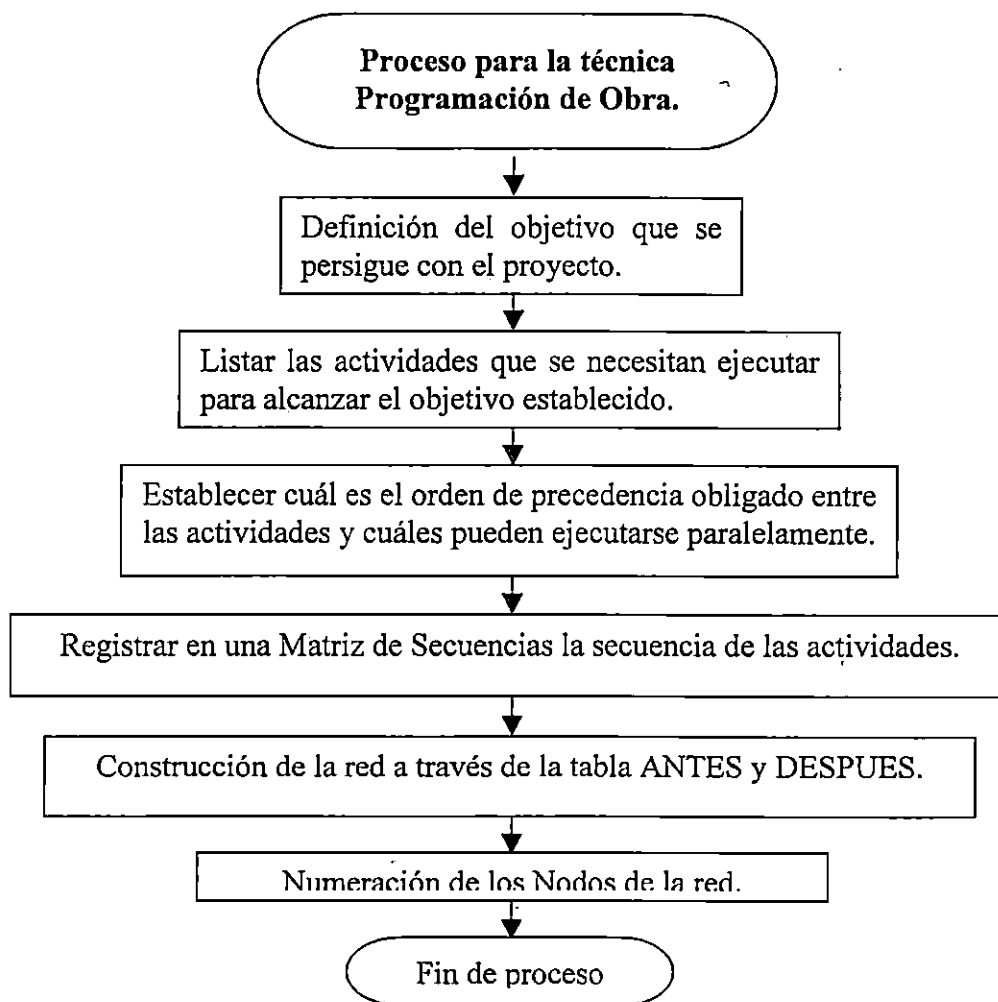 Proceso para la técnica
Programación de Obra.
Definición del objetivo que se
persigue con el proyecto.
Listar las actividades que se necesitan ejecutar
para alcanzar el objetivo establecido.
Establecer cuál es el orden de precedencia obligado entre
las actividades y cuáles pueden ejecutarse paralelamente.
Registrar en una Matriz de Secuencias la secuencia de las actividades.
Construcción de la red a través de la tabla ANTES y DESPUES.
Numeración de los Nodos de la red.
Fin de proceso